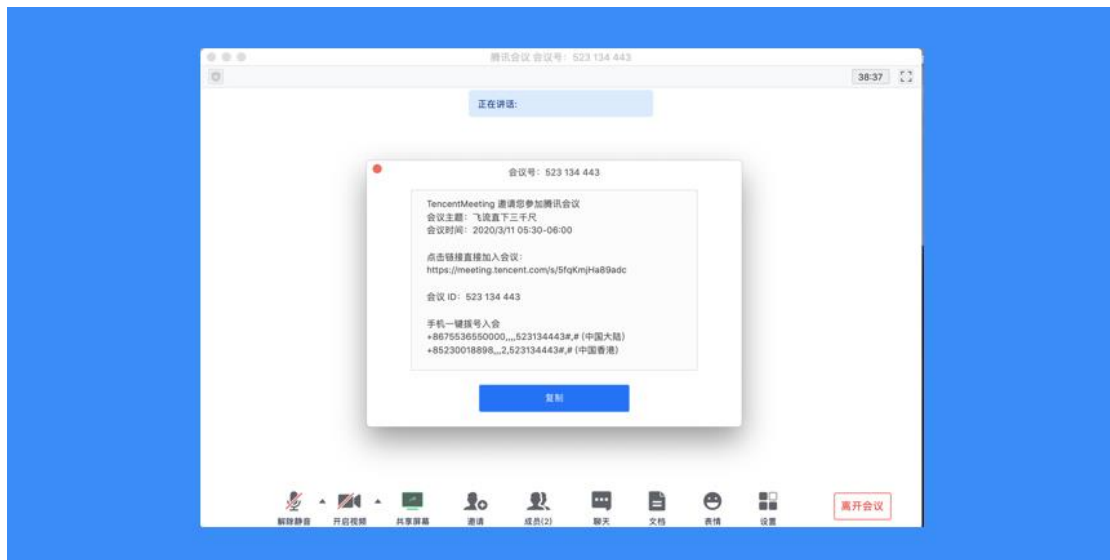 腾讯会议 会议号：523 134 443
38:37
正在讲话:
会议号：523 134 443
TencentMeeting 邀请您参加腾讯会议
会议主题：飞流直下三千尺
会议时间：2020/3/11 05:30-06:00
点击链接直接加入会议：
https://meeting.tencent.com/s/5fqKmjHa89adc
会议 ID：523 134 443
手机一键拨号入会
+8675536550000,,,,523134443#,# (中国大陆)
+85230018898,,,2,523134443#,# (中国香港)
复制
解除静音 开启视频 共享屏幕 邀请 成员(2) 聊天 文档 表情 设置 离开会议